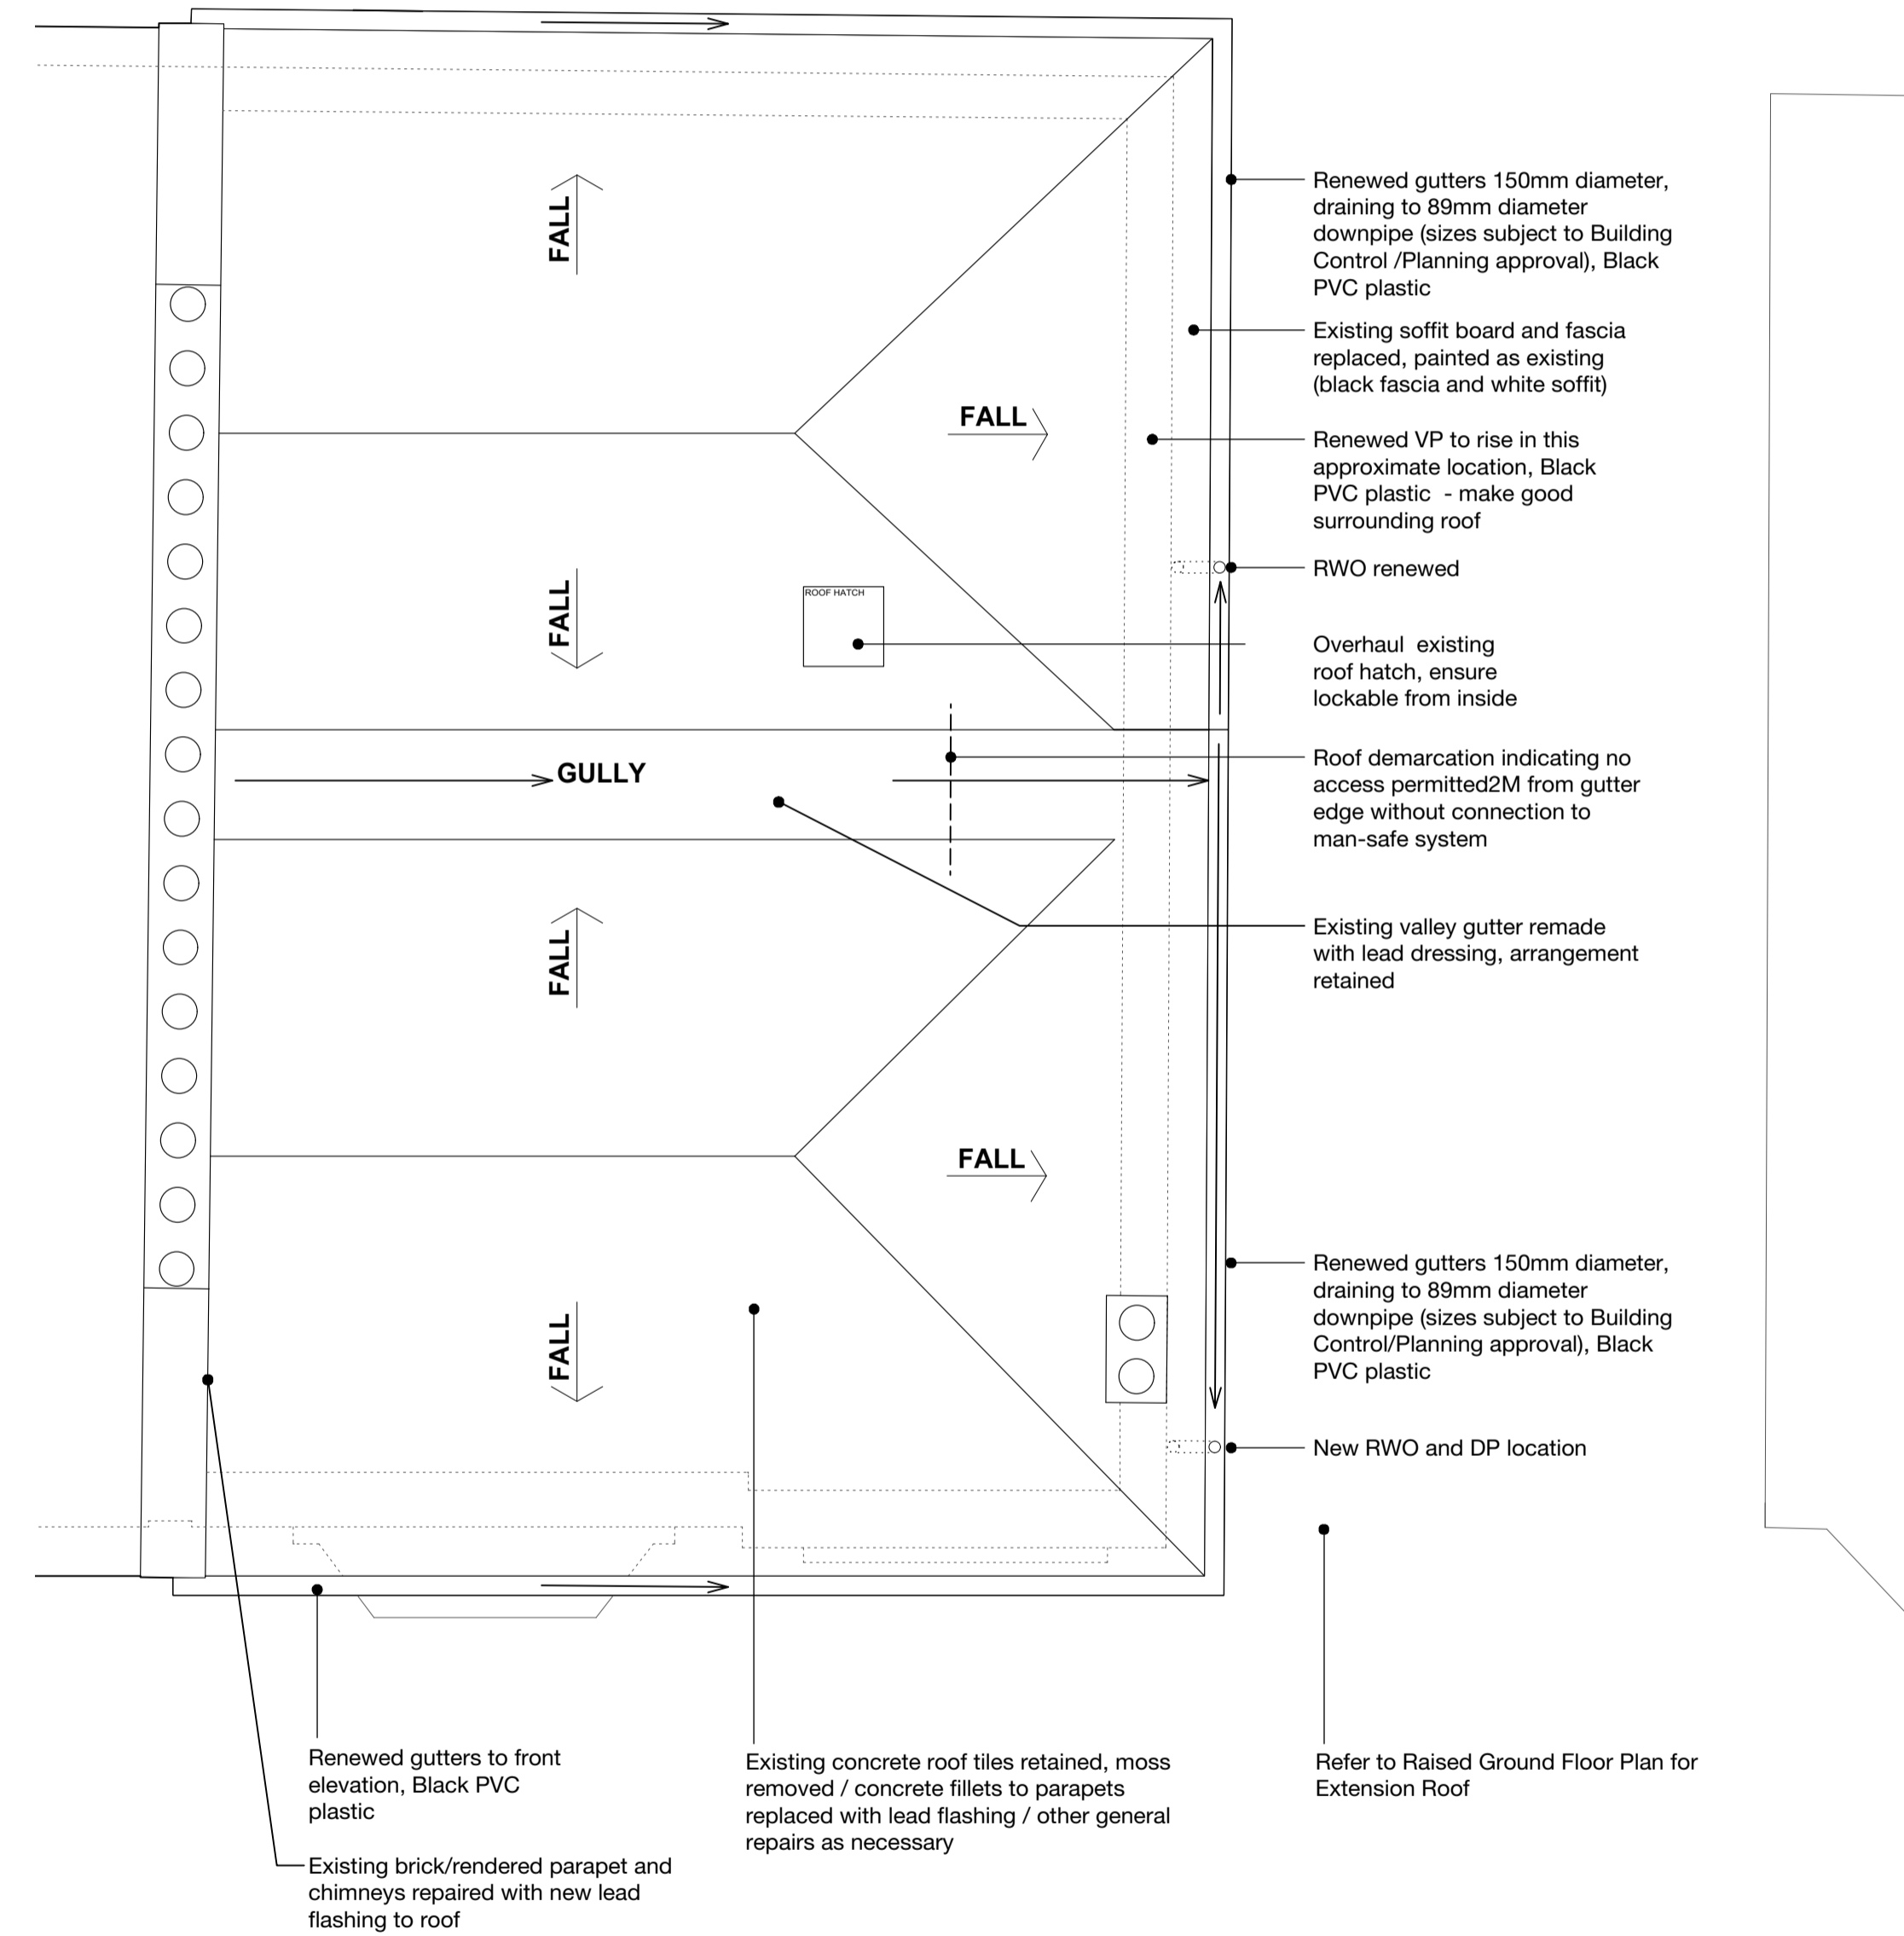 FALL
Renewed gutters 150mm diameter,
draining to 89mm diameter
downpipe (sizes subject to Building
Control /Planning approval), Black
PVC plastic
Existing soffit board and fascia
replaced, painted as existing
(black fascia and white soffit)
FALL
Renewed VP to rise in this
approximate location, Black
PVC plastic  - make good
surrounding roof
RWO renewed
FALL
ROOF HATCH
Overhaul  existing
roof hatch, ensure
lockable from inside
GULLY
Roof demarcation indicating no
access permitted2M from gutter
edge without connection to
man-safe system
FALL
Existing valley gutter remade
with lead dressing, arrangement
retained
FALL
FALL
Renewed gutters 150mm diameter,
draining to 89mm diameter
downpipe (sizes subject to Building
Control/Planning approval), Black
PVC plastic
New RWO and DP location
Renewed gutters to front
elevation, Black PVC
plastic
Existing brick/rendered parapet and
chimneys repaired with new lead
flashing to roof
Existing concrete roof tiles retained, moss
removed / concrete fillets to parapets
replaced with lead flashing / other general
repairs as necessary
Refer to Raised Ground Floor Plan for
Extension Roof